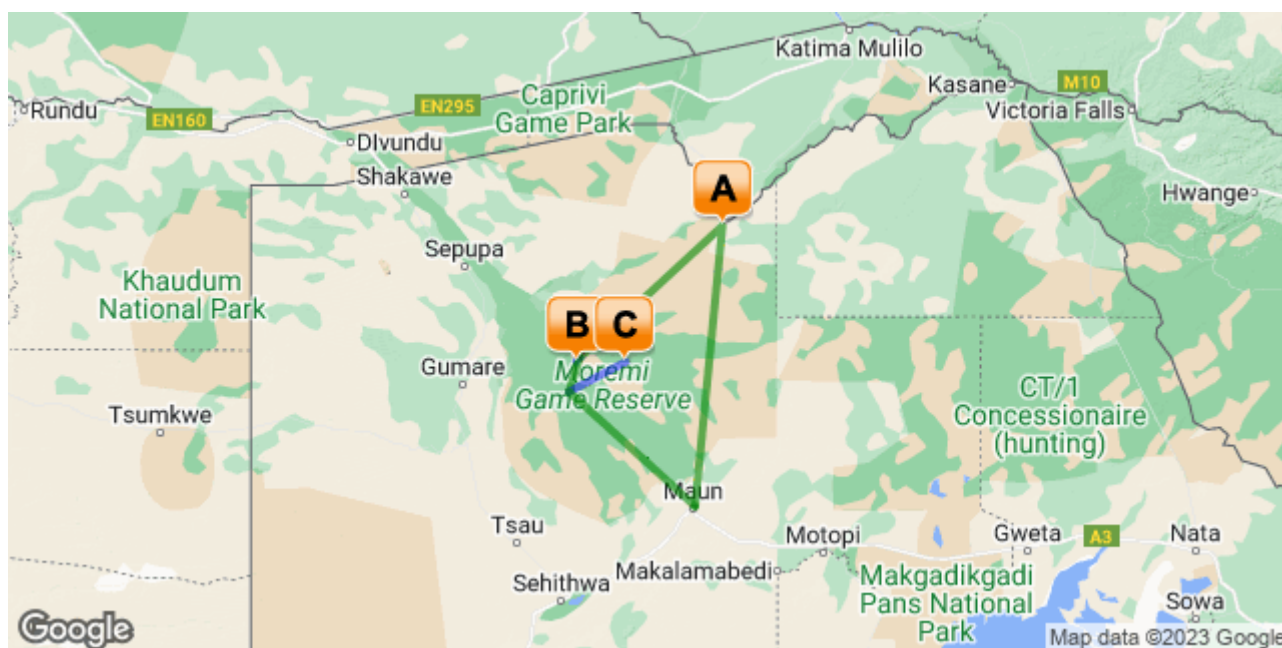 Katima Mulilo
Kasane
M10
Rundu
EN160
EN295
Caprivi
Game Park
Victoria Falls
DIvundu
Shakawe
A
Hwange
Sepupa
Khaudum
National Park
B
C
Gumare
Moremi
Game Reserve
CT/1
Concessionaire
(hunting)
Tsumkwe
Maun
Tsau
Motopi
Gweta
A3
Nata
Sehithwa
Makalamabedi
Makgadikgadi
Pans National
Park
Sowa
Google
Map data ©2023 Google